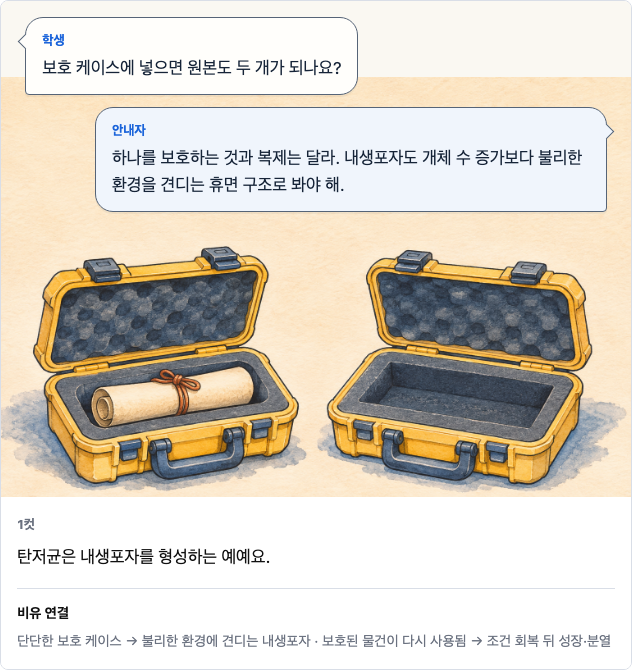 학생
보호 케이스에 넣으면 원본도 두 개가 되나요?
안내자
하나를 보호하는 것과 복제는 달라. 내생포자도 개체 수 증가보다 불리한
환경을 견디는 휴면 구조로 봐야 해.
1컷
탄저균은 내생포자를 형성하는 예예요.
비유 연결
단단한 보호 케이스 → 불리한 환경에 견디는 내생포자 · 보호된 물건이 다시 사용됨 → 조건 회복 뒤 성장·분열